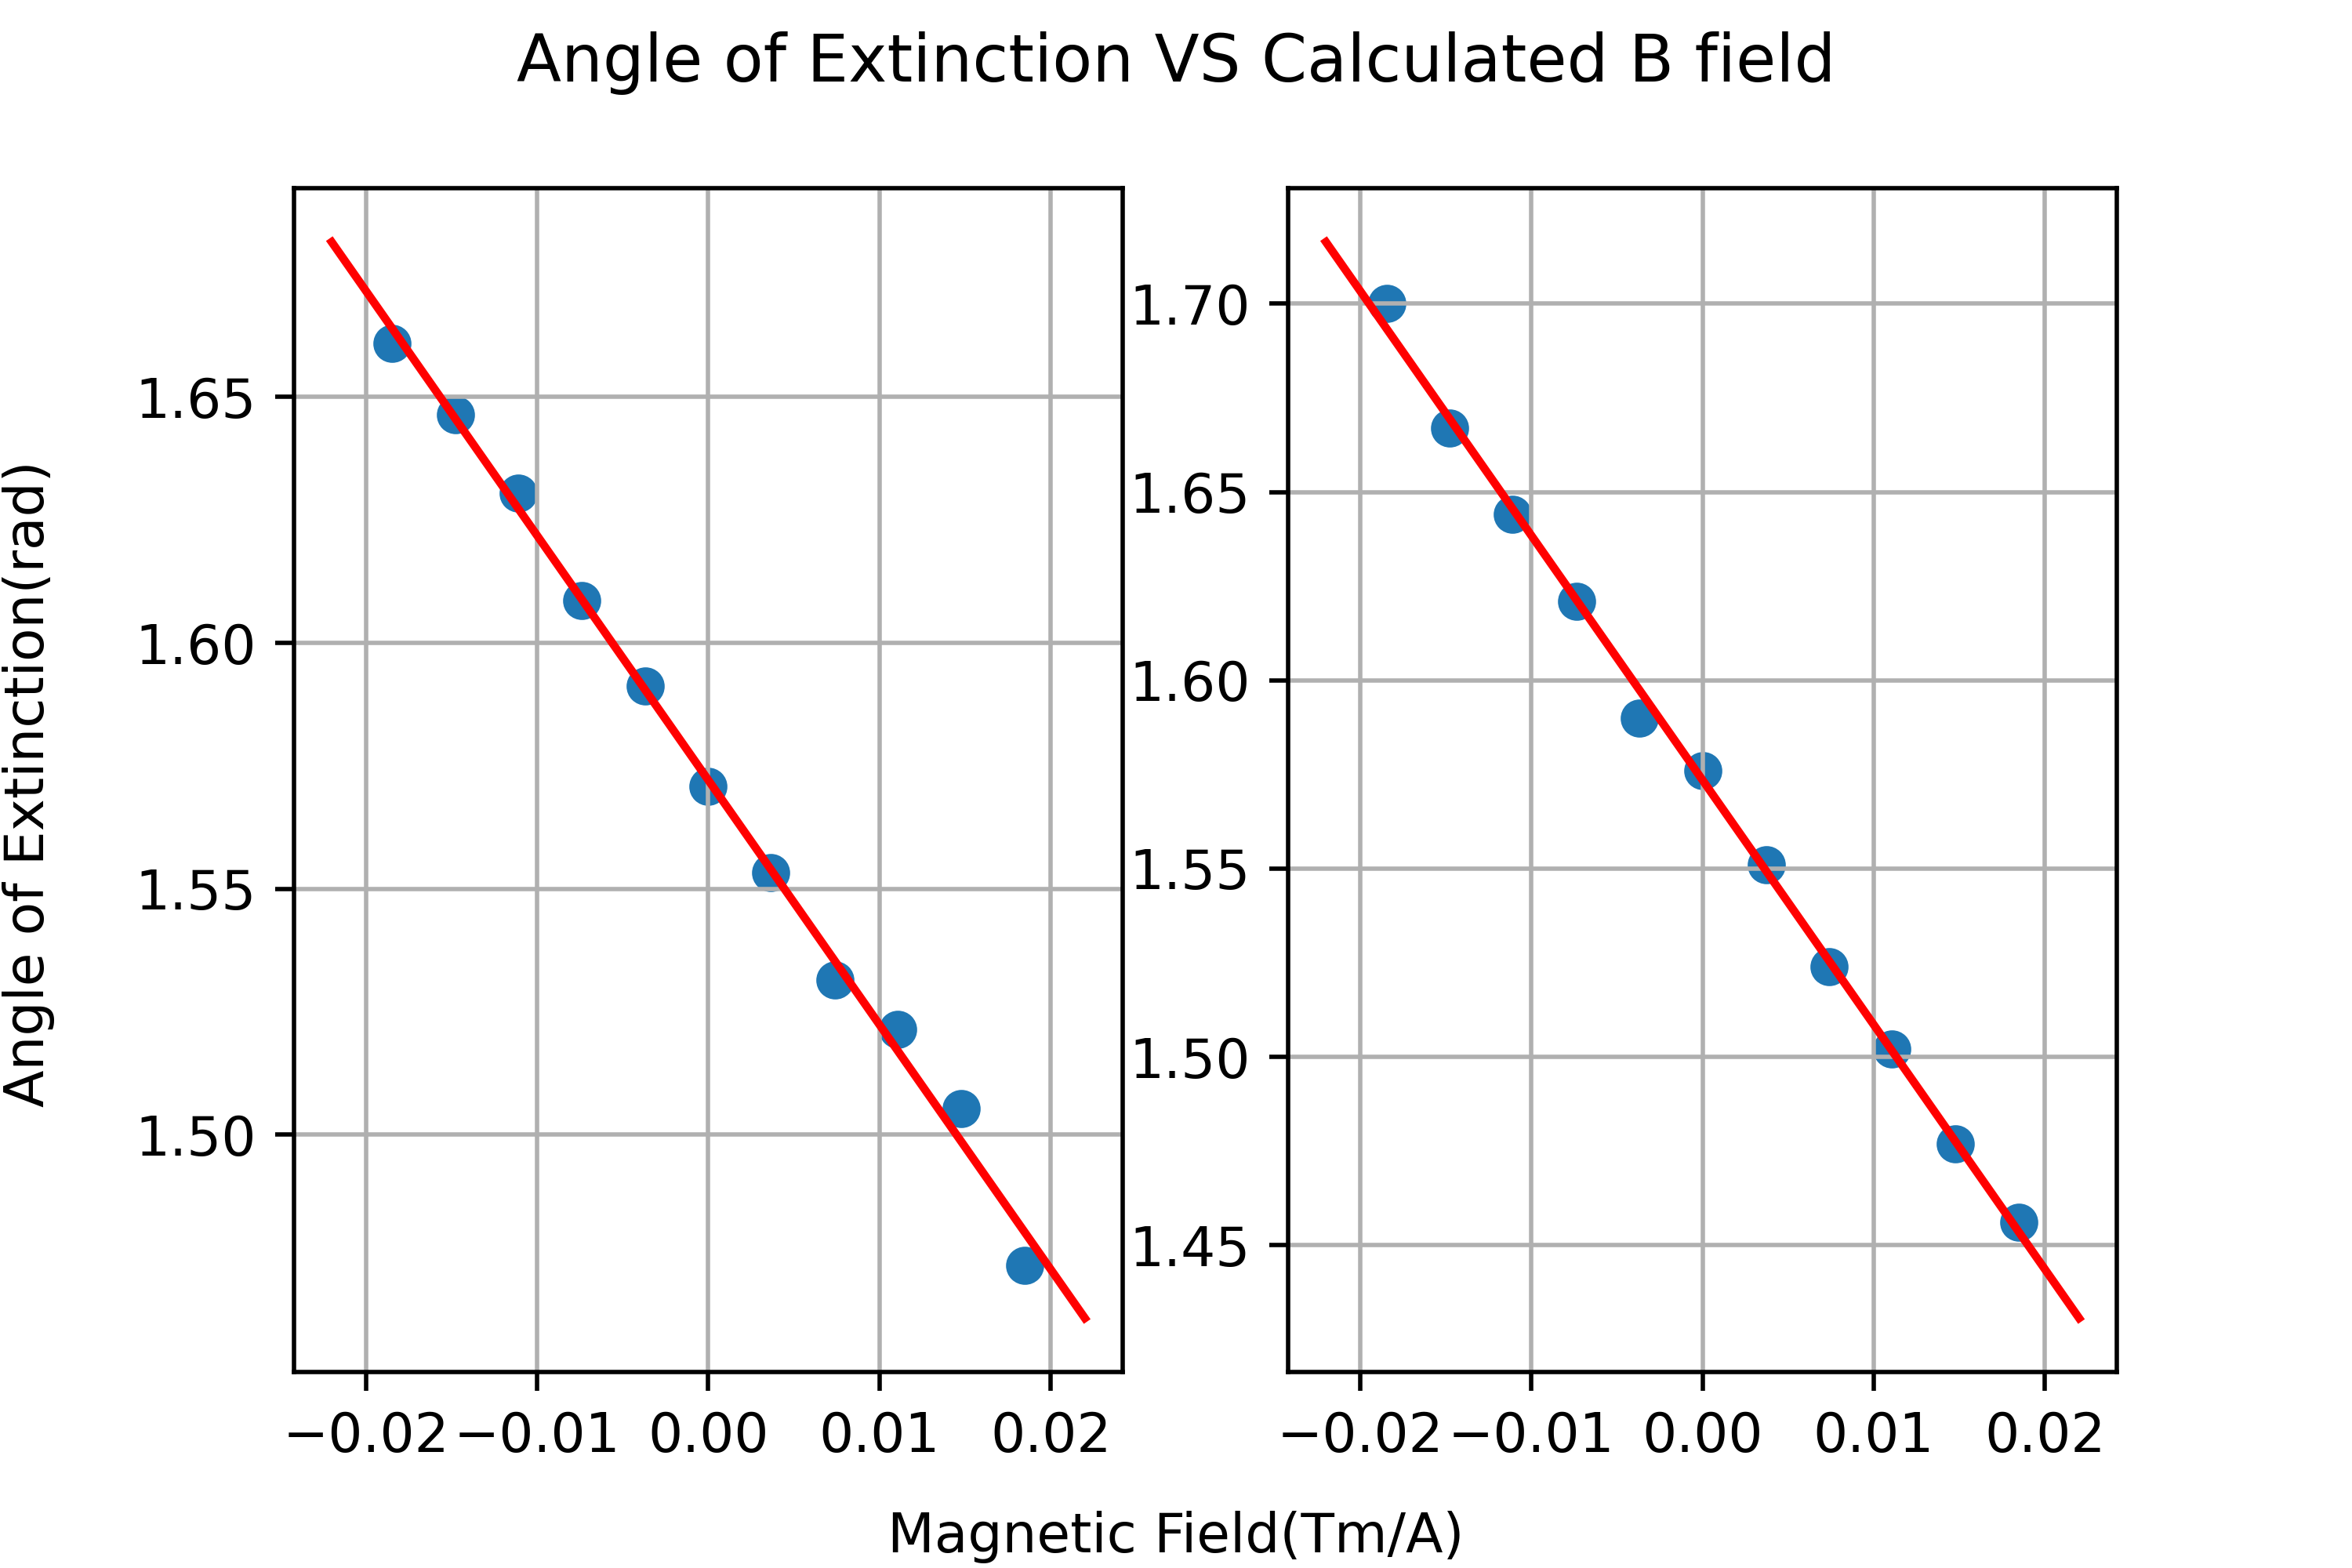 Angle of Extinction VS Calculated B field
Angle of Extinction(rad)
1.65
1.60
1.55
1.50
−0.02 −0.01 0.00 0.01 0.02
1.70
1.65
1.60
1.55
1.50
1.45
−0.02 −0.01 0.00 0.01 0.02
Magnetic Field(Tm/A)